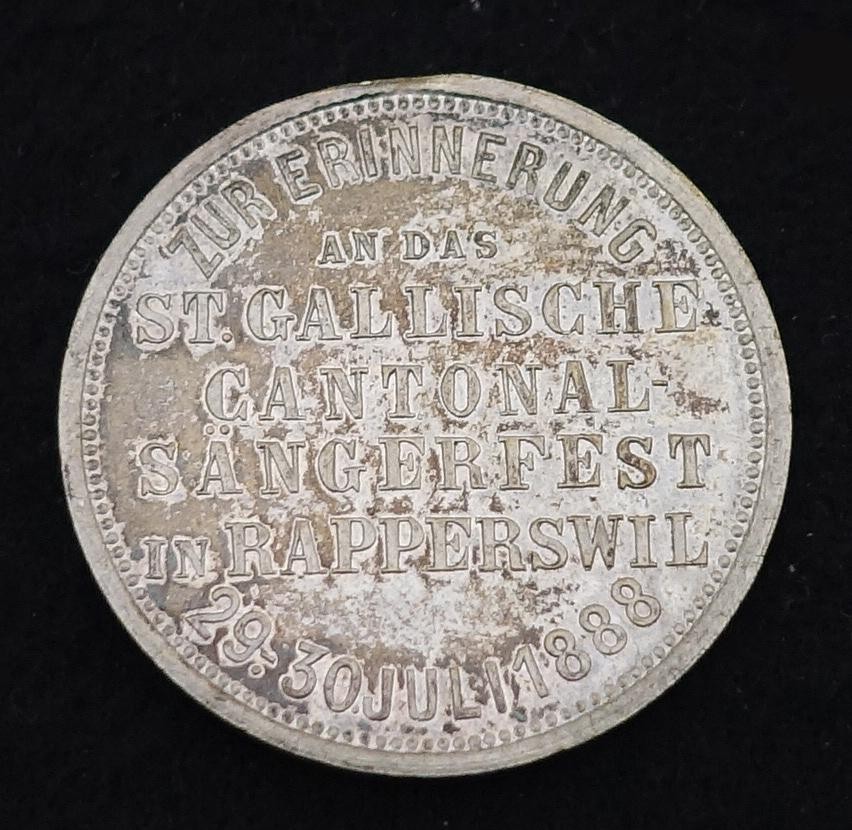 ZUR ERINNERUNG
AN DAS
ST. GALLISCHE
CANTONAL-
SÄNGERFEST
IN RAPPERSWIL
29.-30. JULI 1888